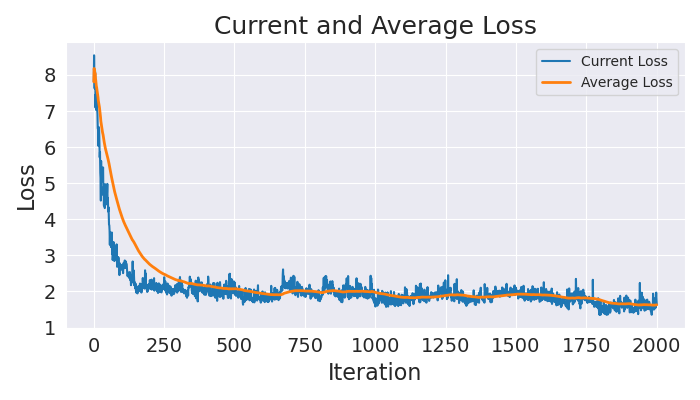 Current and Average Loss
Current Loss
Average Loss
8
7
6
5
4
3
2
1
Loss
0 250 500 750 1000 1250 1500 1750 2000
Iteration